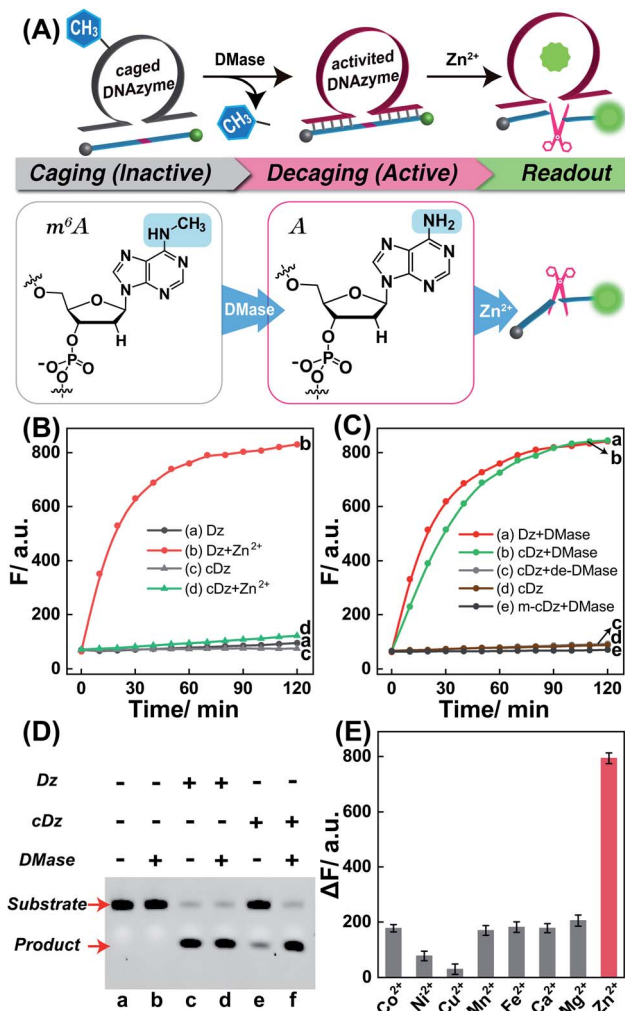 (A)
CH₃
caged
DNAzyme
DMase
CH₃
activited
DNAzyme
Zn²⁺
Caging (Inactive)
Decaging (Active)
Readout
m⁶A
HN
CH₃
N
N
N
N
O
O
H
O
⁻O
P
O
O
DMase
A
NH₂
N
N
N
N
O
O
H
O
⁻O
P
O
O
Zn²⁺
(B)
F/ a.u.
800
600
400
200
0
b
(a) Dz
(b) Dz+Zn²⁺
(c) cDz
(d) cDz+Zn²⁺
d
a
c
0 30 60 90 120
Time/ min
(C)
F/ a.u.
800
600
400
200
0
a
b
(a) Dz+DMase
(b) cDz+DMase
(c) cDz+de-DMase
(d) cDz
(e) m-cDz+DMase
c
d
e
0 30 60 90 120
Time/ min
(D)
Dz - - + + - -
cDz - - - - + +
DMase - + - + - +
Substrate
Product
a b c d e f
(E)
ΔF/ a.u.
800
600
400
200
0
Co²⁺ Ni²⁺ Cu²⁺ Mn²⁺ Fe²⁺ Ca²⁺ Mg²⁺ Zn²⁺